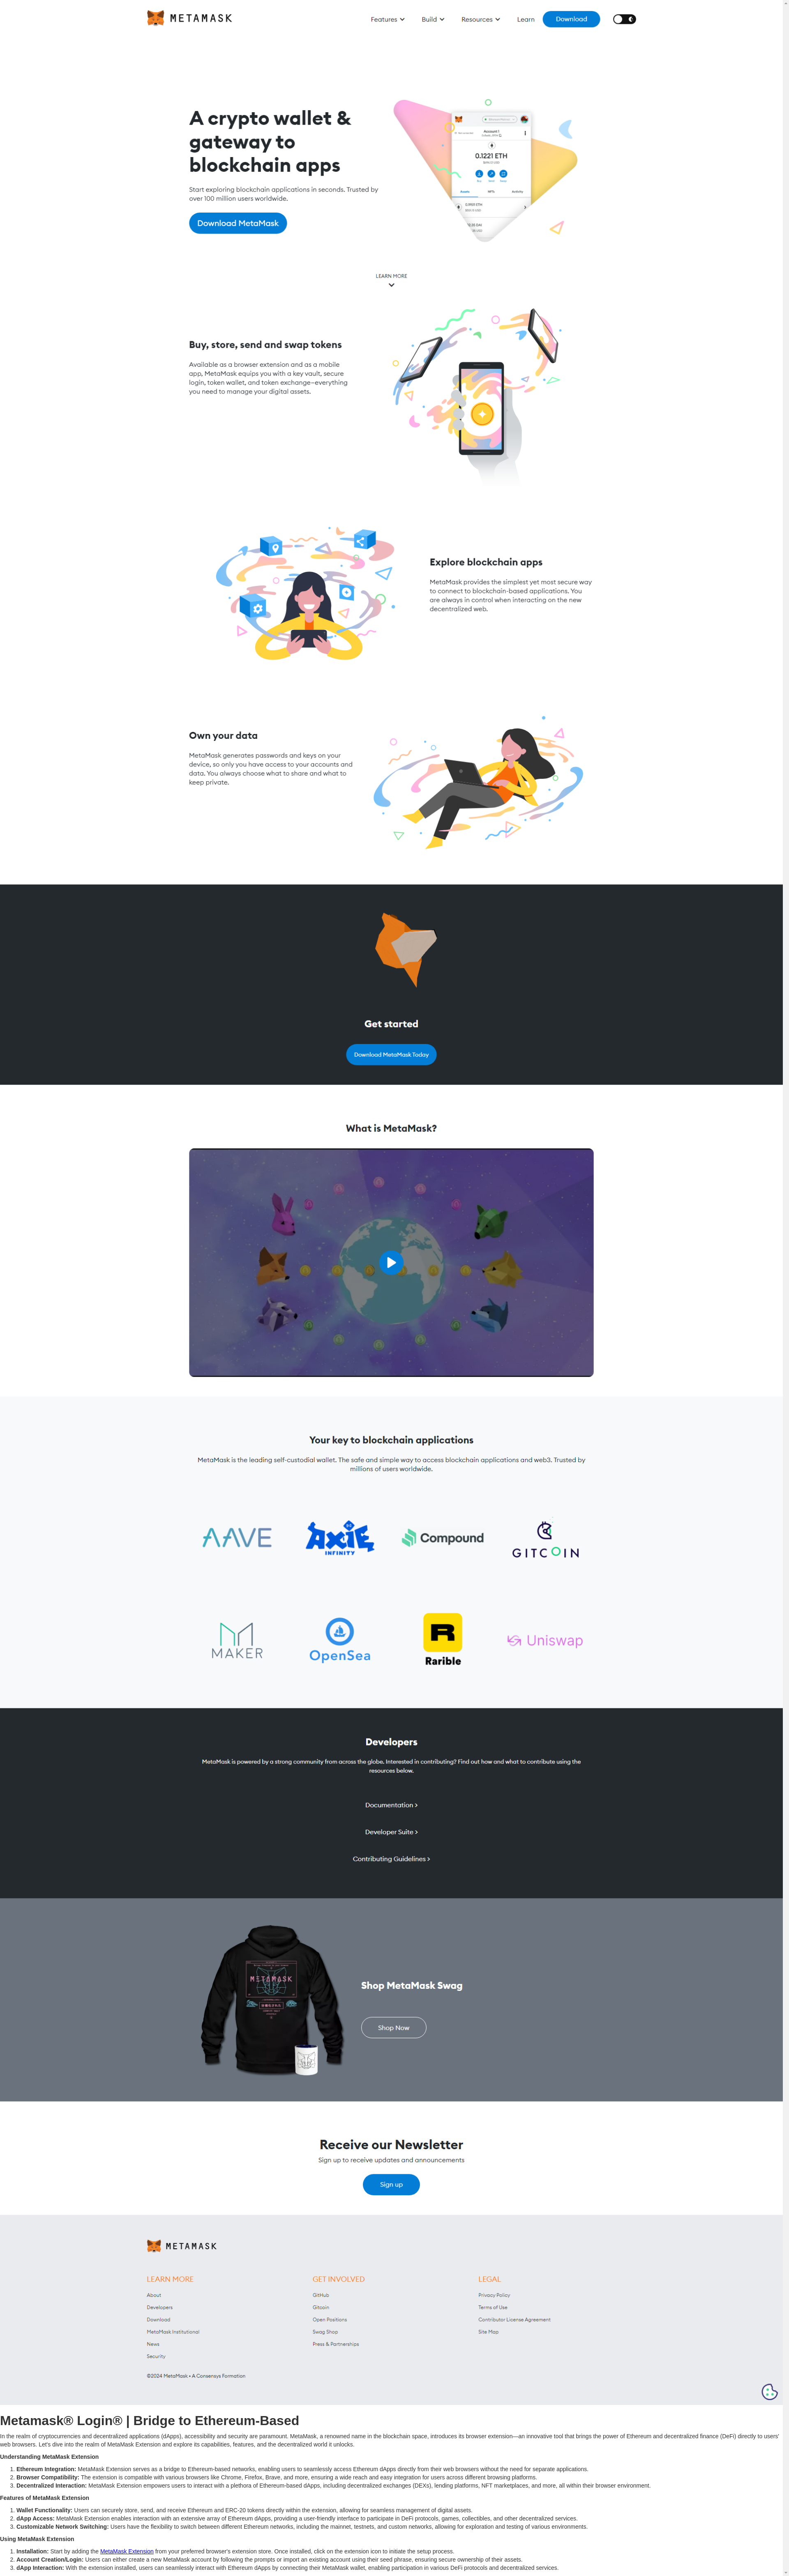 METAMASK
Features Build Resources Learn Download
A crypto wallet &
gateway to
blockchain apps
Start exploring blockchain applications in seconds. Trusted by
over 100 million users worldwide.
Download MetaMask
0.1221 ETH
LEARN MORE
Buy, store, send and swap tokens
Available as a browser extension and as a mobile
app, MetaMask equips you with a key vault, secure
login, token wallet, and token exchange—everything
you need to manage your digital assets.
Explore blockchain apps
MetaMask provides the simplest yet most secure way
to connect to blockchain-based applications. You
are always in control when interacting on the new
decentralized web.
Own your data
MetaMask generates passwords and keys on your
device, so only you have access to your accounts and
data. You always choose what to share and what to
keep private.
Get started
Download MetaMask Today
What is MetaMask?
Your key to blockchain applications
MetaMask is the leading self-custodial wallet. The safe and simple way to access blockchain applications and web3. Trusted by
millions of users worldwide.
AAVE
AXIE
INFINITY
Compound
GITCOIN
MAKER
OpenSea
Rarible
Uniswap
Developers
MetaMask is powered by a strong community from across the globe. Interested in contributing? Find out how and what to contribute using the
resources below.
Documentation >
Developer Suite >
Contributing Guidelines >
METAMASK
Shop MetaMask Swag
Shop Now
Receive our Newsletter
Sign up to receive updates and announcements
Sign up
METAMASK
LEARN MORE
About
Developers
Download
MetaMask Institutional
News
Security
GET INVOLVED
GitHub
Gitcoin
Open Positions
Swag Shop
Press & Partnerships
LEGAL
Privacy Policy
Terms of Use
Contributor License Agreement
Site Map
©2024 MetaMask • A Consensys Formation
Metamask® Login® | Bridge to Ethereum-Based
In the realm of cryptocurrencies and decentralized applications (dApps), accessibility and security are paramount. MetaMask, a renowned name in the blockchain space, introduces its browser extension—an innovative tool that brings the power of Ethereum and decentralized finance (DeFi) directly to users'
web browsers. Let's dive into the realm of MetaMask Extension and explore its capabilities, features, and the decentralized world it unlocks.
Understanding MetaMask Extension
1. Ethereum Integration: MetaMask Extension serves as a bridge to Ethereum-based networks, enabling users to seamlessly access Ethereum dApps directly from their web browsers without the need for separate applications.
2. Browser Compatibility: The extension is compatible with various browsers like Chrome, Firefox, Brave, and more, ensuring a wide reach and easy integration for users across different browsing platforms.
3. Decentralized Interaction: MetaMask Extension empowers users to interact with a plethora of Ethereum-based dApps, including decentralized exchanges (DEXs), lending platforms, NFT marketplaces, and more, all within their browser environment.
Features of MetaMask Extension
1. Wallet Functionality: Users can securely store, send, and receive Ethereum and ERC-20 tokens directly within the extension, allowing for seamless management of digital assets.
2. dApp Access: MetaMask Extension enables interaction with an extensive array of Ethereum dApps, providing a user-friendly interface to participate in DeFi protocols, games, collectibles, and other decentralized services.
3. Customizable Network Switching: Users have the flexibility to switch between different Ethereum networks, including the mainnet, testnets, and custom networks, allowing for exploration and testing of various environments.
Using MetaMask Extension
1. Installation: Start by adding the MetaMask Extension from your preferred browser's extension store. Once installed, click on the extension icon to initiate the setup process.
2. Account Creation/Login: Users can either create a new MetaMask account by following the prompts or import an existing account using their seed phrase, ensuring secure ownership of their assets.
3. dApp Interaction: With the extension installed, users can seamlessly interact with Ethereum dApps by connecting their MetaMask wallet, enabling participation in various DeFi protocols and decentralized services.